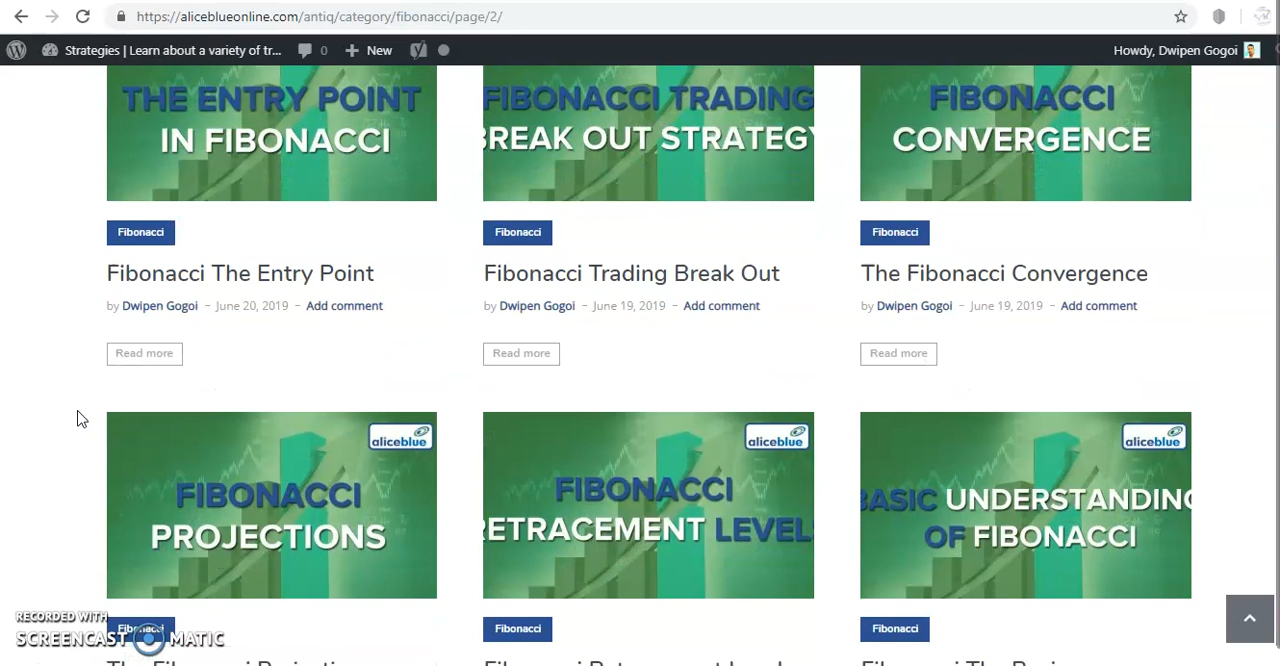 https://aliceblueonline.com/antiq/category/fibonacci/page/2/
Strategies | Learn about a variety of tr... 0 New Howdy, Dwipen Gogoi
THE ENTRY POINT
IN FIBONACCI
FIBONACCI TRADING
BREAK OUT STRATEGY
FIBONACCI
CONVERGENCE
Fibonacci
Fibonacci
Fibonacci
Fibonacci The Entry Point
Fibonacci Trading Break Out
The Fibonacci Convergence
by Dwipen Gogoi – June 20, 2019 – Add comment
by Dwipen Gogoi – June 19, 2019 – Add comment
by Dwipen Gogoi – June 19, 2019 – Add comment
Read more
Read more
Read more
aliceblue
FIBONACCI
PROJECTIONS
aliceblue
FIBONACCI
RETRACEMENT LEVELS
aliceblue
BASIC UNDERSTANDING
OF FIBONACCI
RECORDED WITH
SCREENCAST MATIC
Fibonacci
Fibonacci
Fibonacci